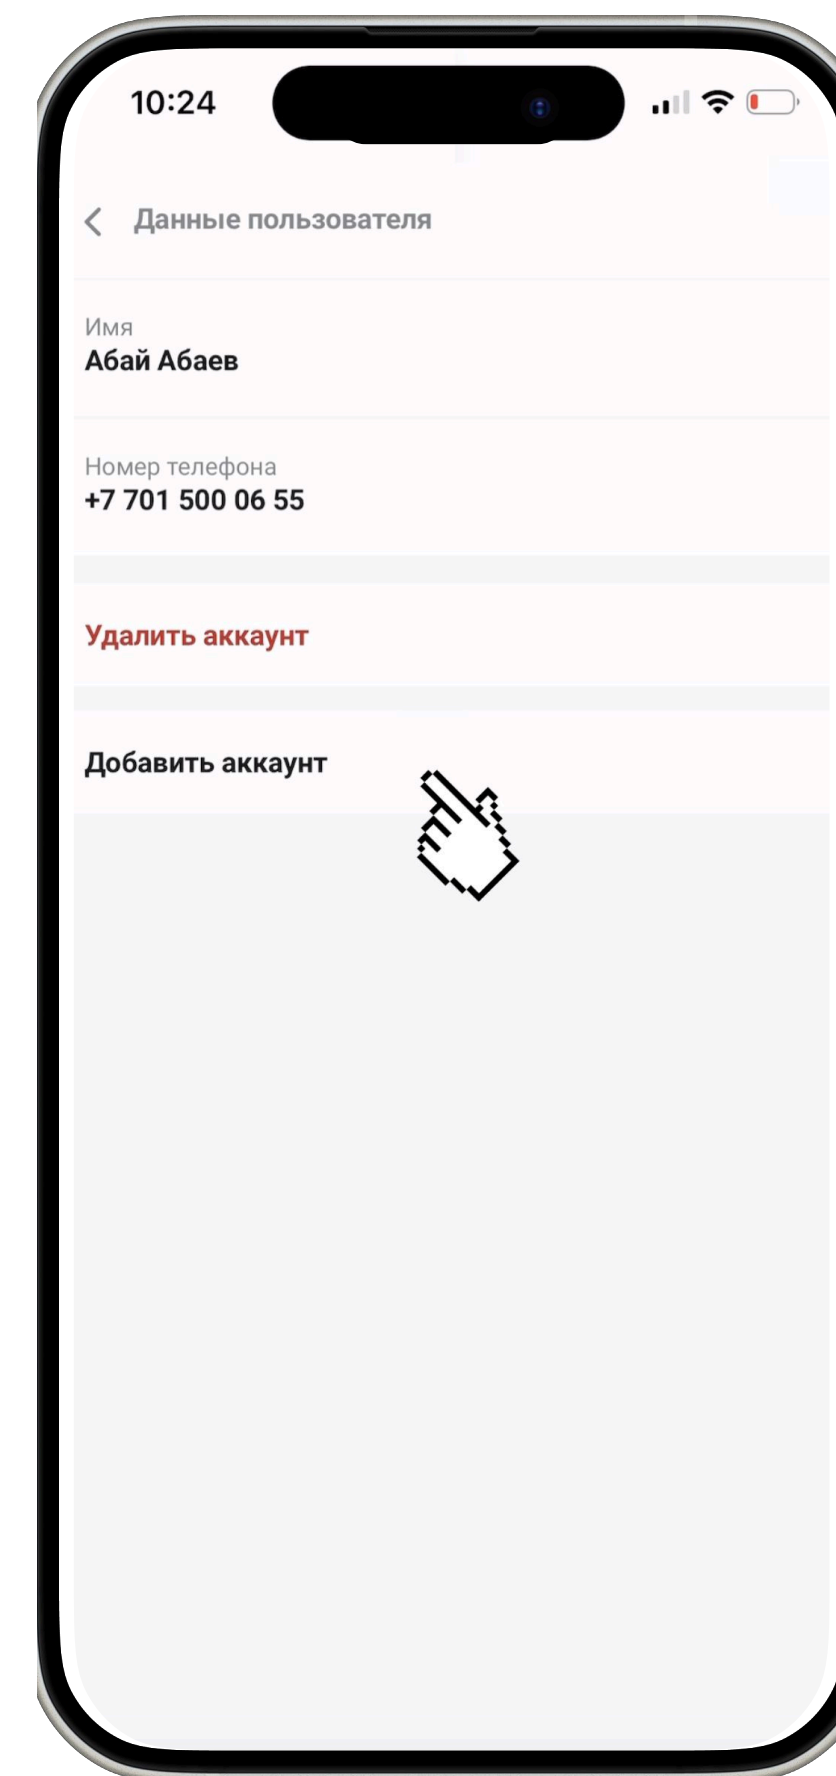 10:24
Данные пользователя
Имя
Абай Абаев
Номер телефона
+7 701 500 06 55
Удалить аккаунт
Добавить аккаунт